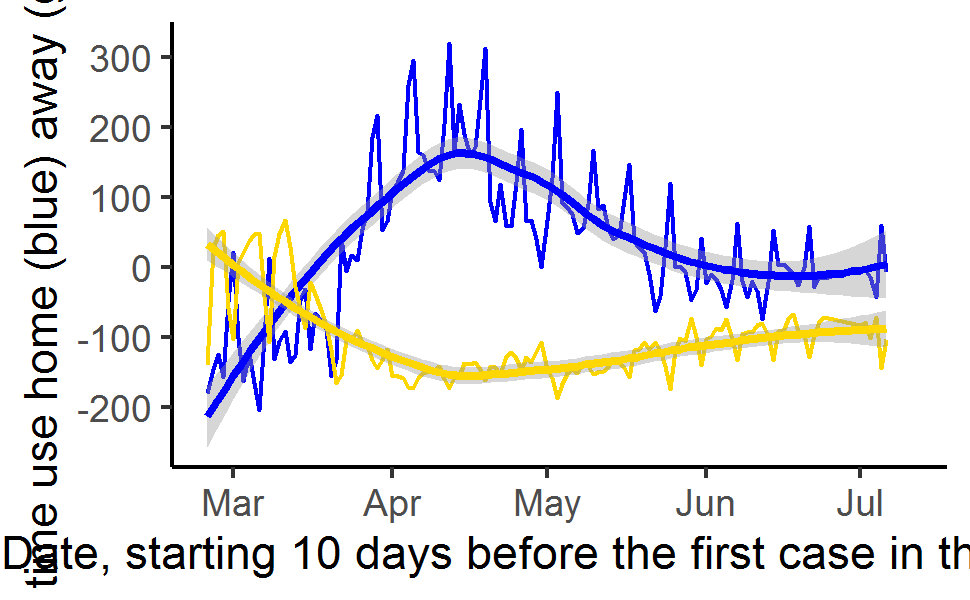 time use home (blue) away (
300
200
100
0
-100
-200
Mar Apr May Jun Jul
Date, starting 10 days before the first case in th